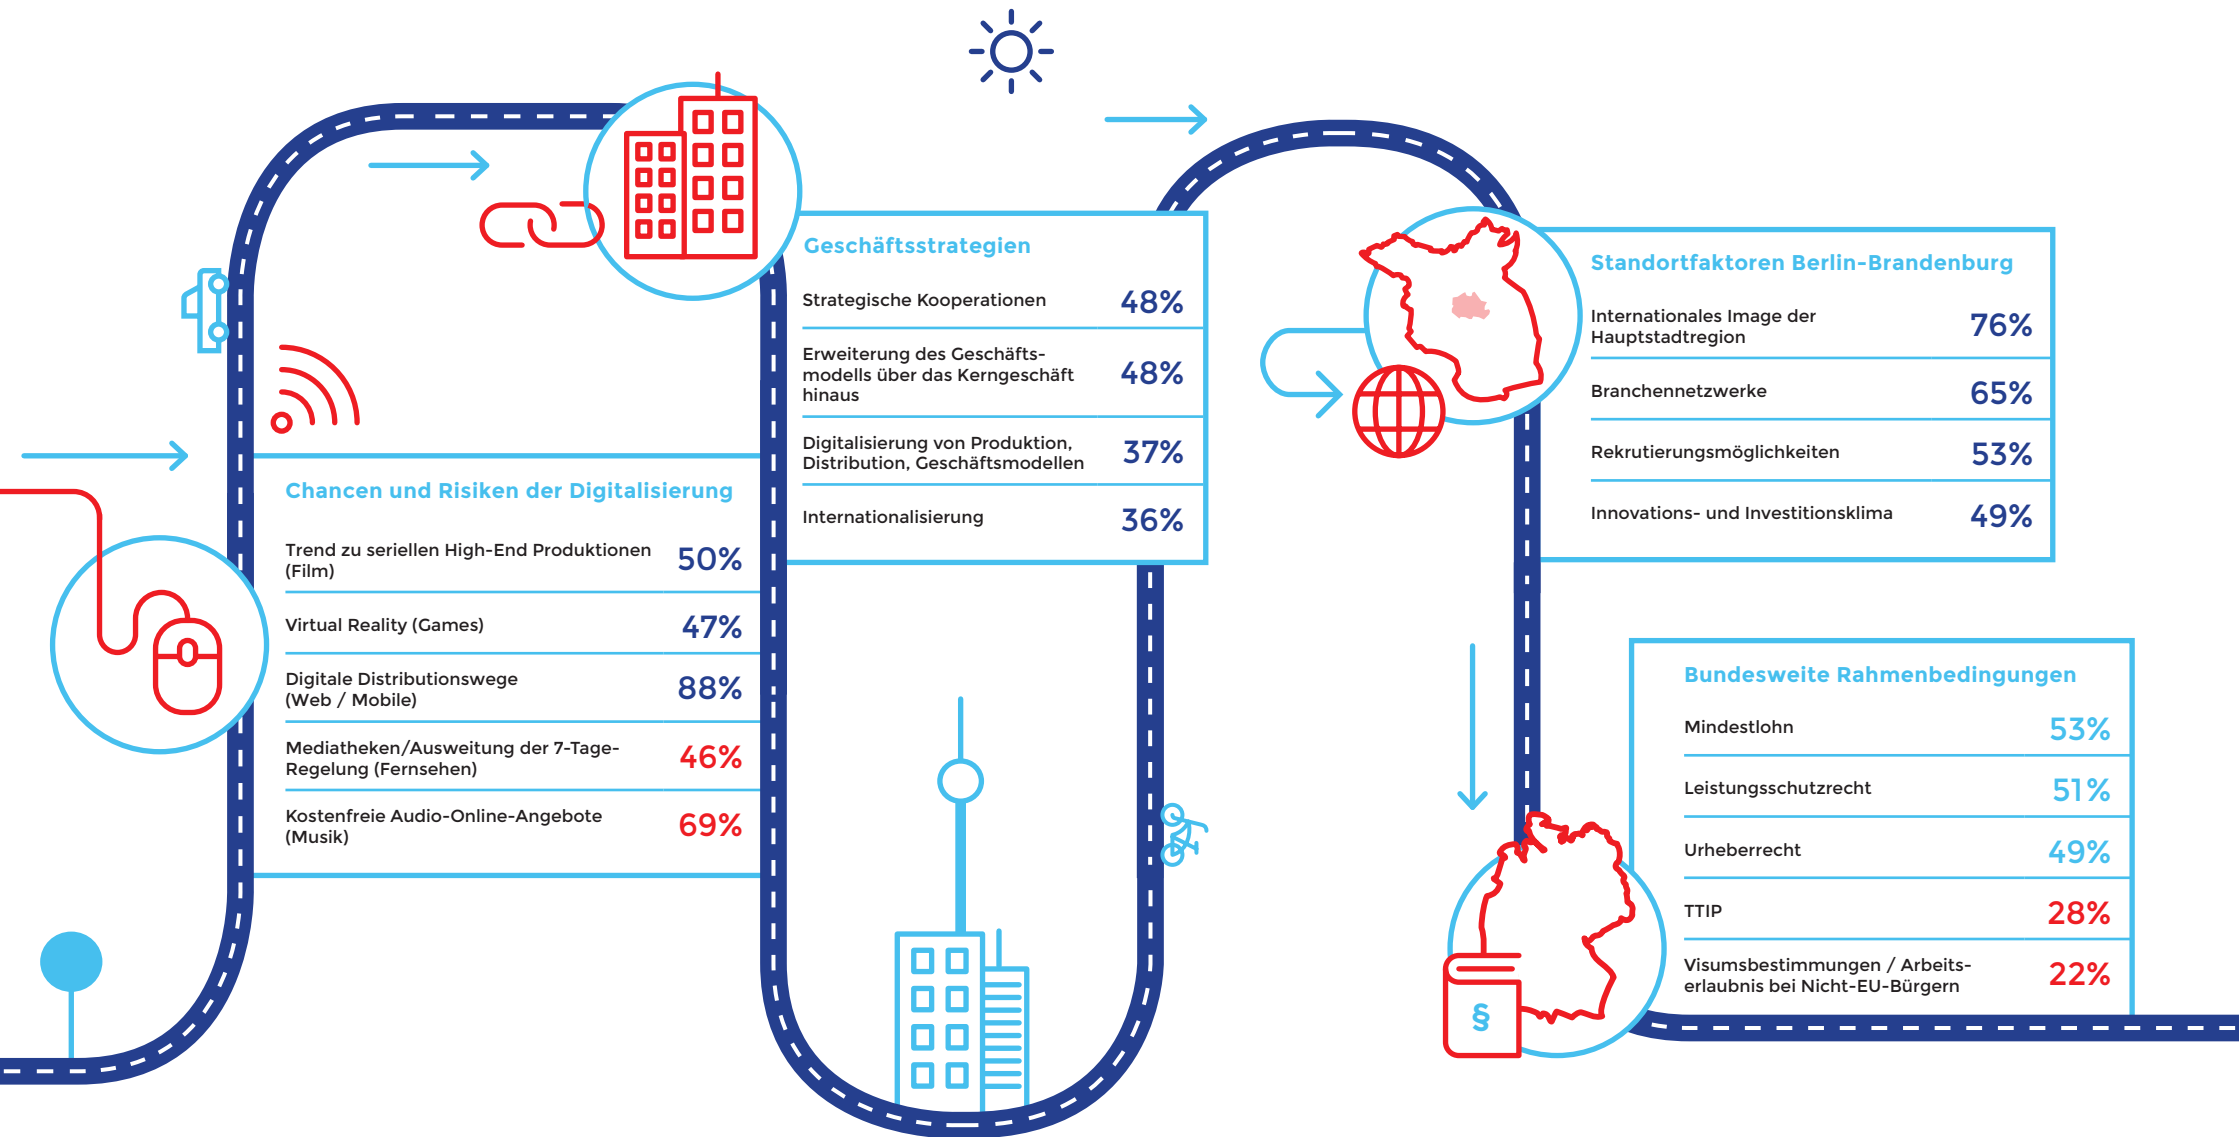 Chancen und Risiken der Digitalisierung
Trend zu seriellen High-End Produktionen
(Film)
50%
Virtual Reality (Games)
47%
Digitale Distributionswege
(Web / Mobile)
88%
Mediatheken/Ausweitung der 7-Tage-
Regelung (Fernsehen)
46%
Kostenfreie Audio-Online-Angebote
(Musik)
69%
Geschäftsstrategien
Strategische Kooperationen
48%
Erweiterung des Geschäfts-
modells über das Kerngeschäft
hinaus
48%
Digitalisierung von Produktion,
Distribution, Geschäftsmodellen
37%
Internationalisierung
36%
Standortfaktoren Berlin-Brandenburg
Internationales Image der
Hauptstadtregion
76%
Branchennetzwerke
65%
Rekrutierungsmöglichkeiten
53%
Innovations- und Investitionsklima
49%
Bundesweite Rahmenbedingungen
Mindestlohn
53%
Leistungsschutzrecht
51%
Urheberrecht
49%
TTIP
28%
Visumsbestimmungen / Arbeits-
erlaubnis bei Nicht-EU-Bürgern
22%
§